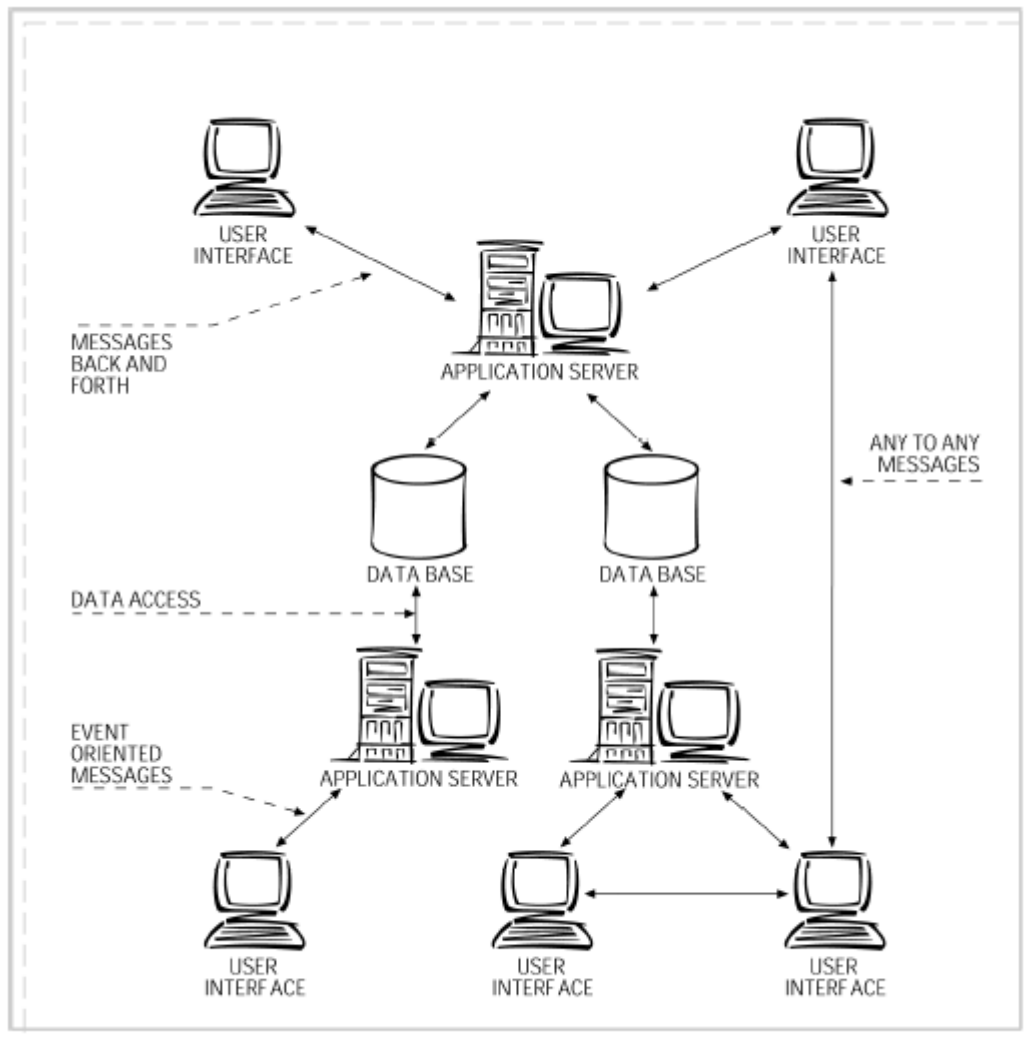 USER
INTERFACE
USER
INTERFACE
MESSAGES
BACK AND
FORTH
APPLICATION SERVER
ANY TO ANY
MESSAGES
DATA BASE
DATA BASE
DATA ACCESS
EVENT
ORIENTED
MESSAGES
APPLICATION SERVER
APPLICATION SERVER
USER
INTERFACE
USER
INTERFACE
USER
INTERFACE